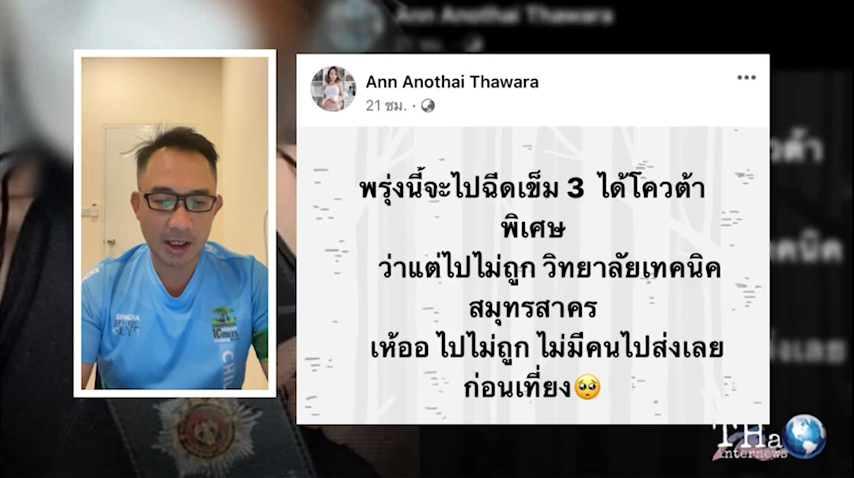 Ann Anothai Thawara
Ann Anothai Thawara
21 ชม. ·
พรุ่งนี้จะไปฉีดเข็ม 3 ได้โควต้า
พิเศษ
ว่าแต่ไปไม่ถูก วิทยาลัยเทคนิค
สมุทรสาคร
เห้ออ ไปไม่ถูก ไม่มีคนไปส่งเลย
ก่อนเที่ยง🥺
THa
internews